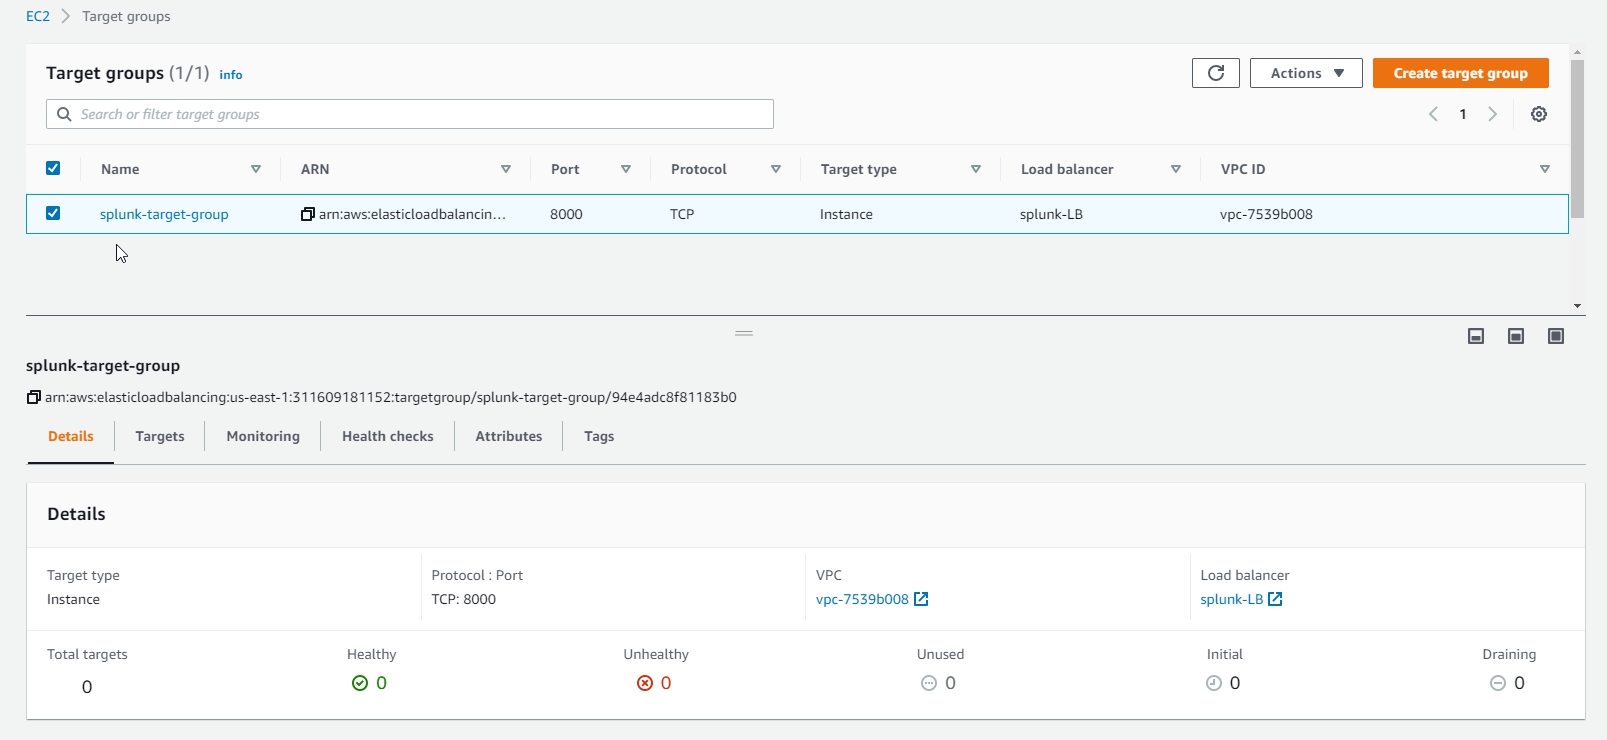 EC2 Target groups
Target groups (1/1) info
Actions
Create target group
Search or filter target groups
1
Name ARN Port Protocol Target type Load balancer VPC ID
splunk-target-group arn:aws:elasticloadbalancin... 8000 TCP Instance splunk-LB vpc-7539b008
splunk-target-group
arn:aws:elasticloadbalancing:us-east-1:311609181152:targetgroup/splunk-target-group/94e4adc8f81183b0
Details Targets Monitoring Health checks Attributes Tags
Details
Target type Protocol : Port VPC Load balancer
Instance TCP: 8000 vpc-7539b008 splunk-LB
Total targets Healthy Unhealthy Unused Initial Draining
0 0 0 0 0 0